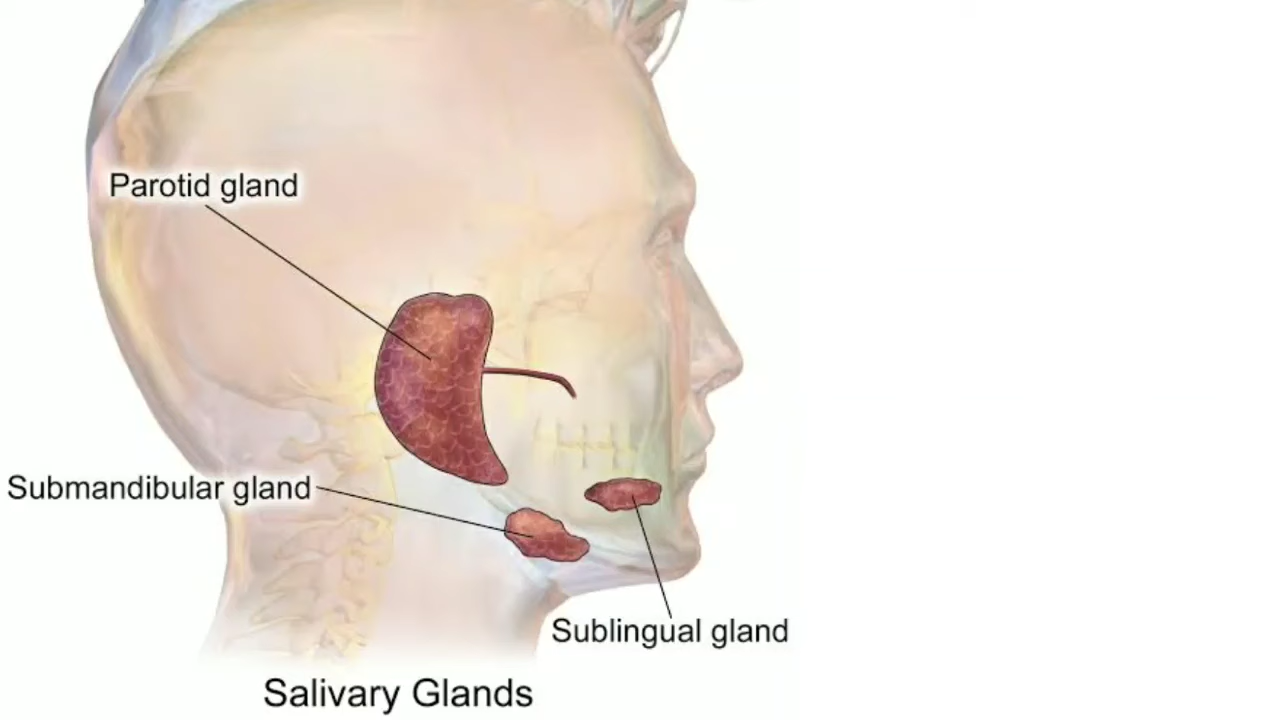 Parotid gland
Submandibular gland
Sublingual gland
Salivary Glands